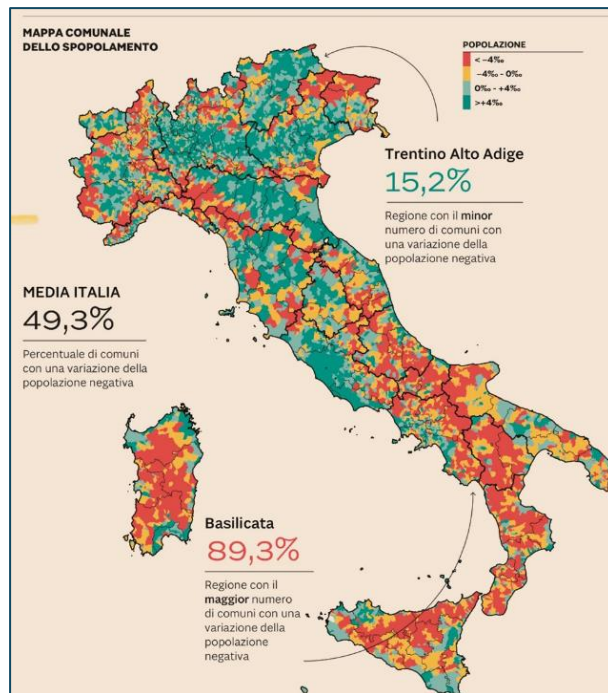 MAPPA COMUNALE
DELLO SPOPOLAMENTO
POPOLAZIONE
< –4‰
–4‰ - 0‰
0‰ - +4‰
>+4‰
Trentino Alto Adige
15,2%
Regione con il minor
numero di comuni con
una variazione della
popolazione negativa
MEDIA ITALIA
49,3%
Percentuale di comuni
con una variazione della
popolazione negativa
Basilicata
89,3%
Regione con il
maggior numero
di comuni con una
variazione della
popolazione
negativa